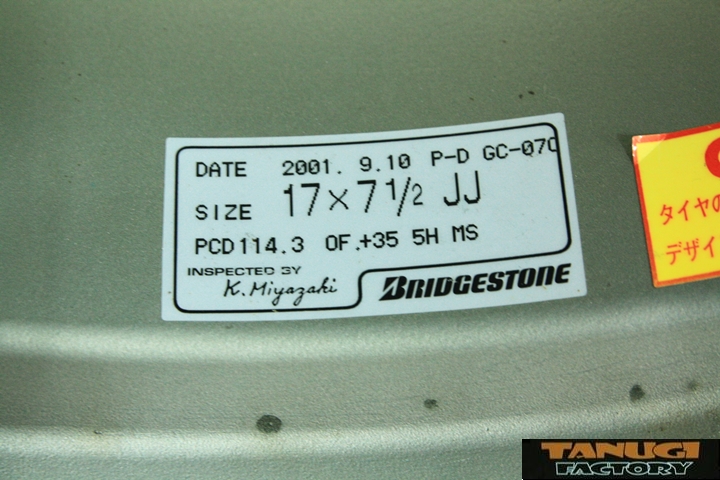 DATE 2001. 9.10 P-D GC-070
SIZE 17×7 1/2 JJ
PCD114.3 OF.+35 5H MS
INSPECTED BY
K. Miyazaki
BRIDGESTONE
タイヤの
デザイ
TANUGI
FACTORY